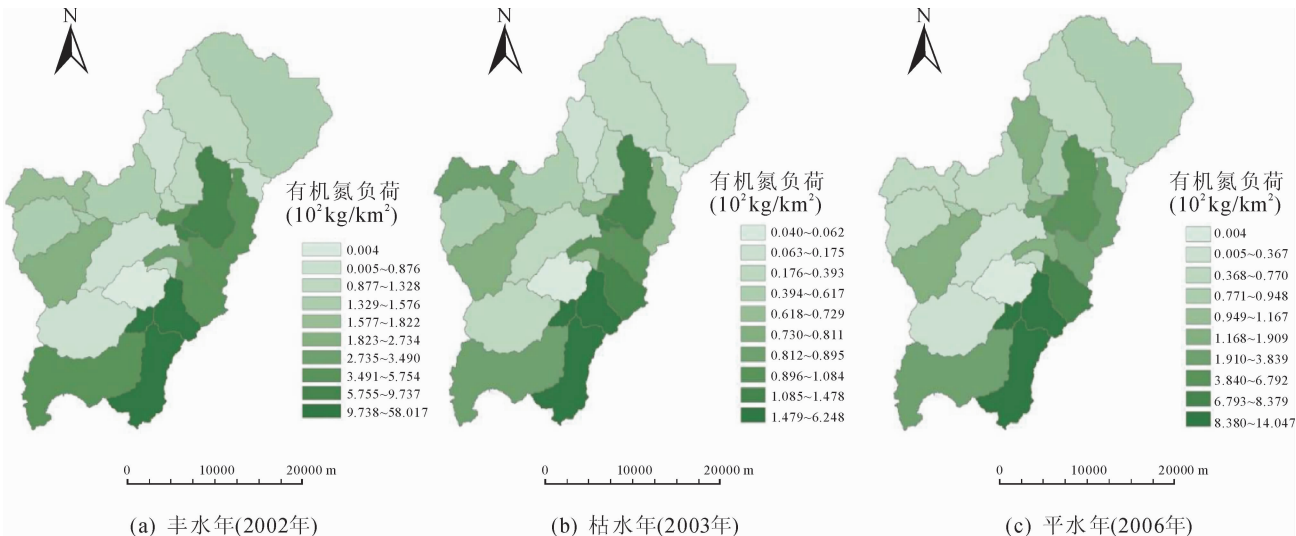 N
有机氮负荷
(10²kg/km²)
0.004
0.005~0.876
0.877~1.328
1.329~1.576
1.577~1.822
1.823~2.734
2.735~3.490
3.491~5.754
5.755~9.737
9.738~58.017
0 10000 20000 m
(a) 丰水年(2002年)
N
有机氮负荷
(10²kg/km²)
0.040~0.062
0.063~0.175
0.176~0.393
0.394~0.617
0.618~0.729
0.730~0.811
0.812~0.895
0.896~1.084
1.085~1.478
1.479~6.248
0 10000 20000 m
(b) 枯水年(2003年)
N
有机氮负荷
(10²kg/km²)
0.004
0.005~0.367
0.368~0.770
0.771~0.948
0.949~1.167
1.168~1.909
1.910~3.839
3.840~6.792
6.793~8.379
8.380~14.047
0 10000 20000 m
(c) 平水年(2006年)